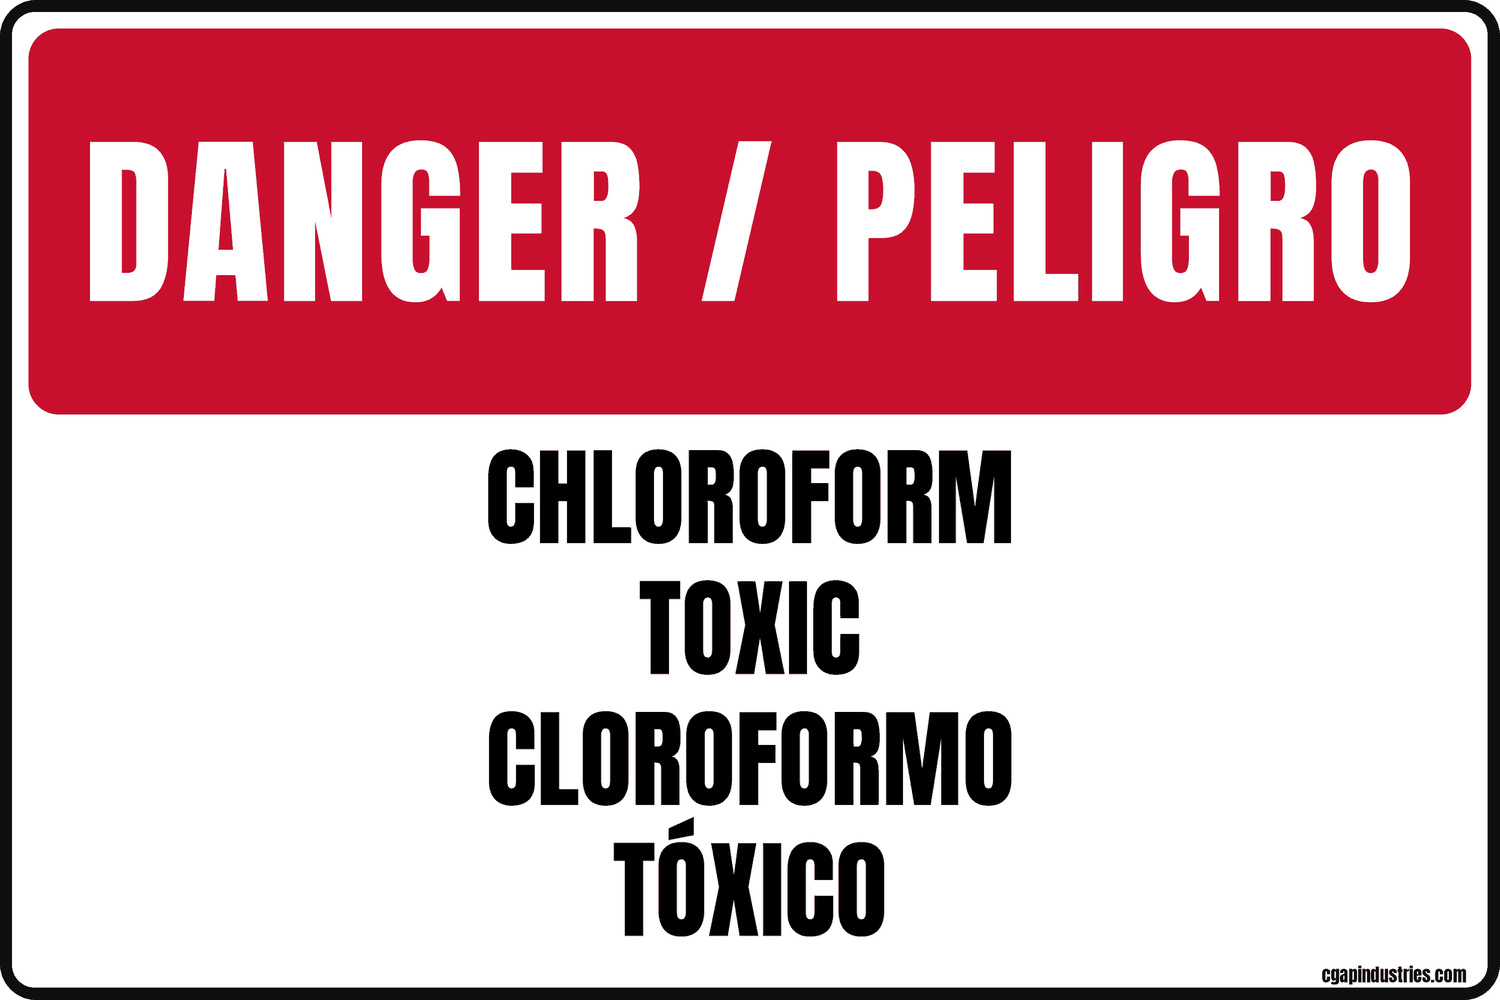 DANGER / PELIGRO
CHLOROFORM
TOXIC
CLOROFORMO
TÓXICO
cgapindustries.com